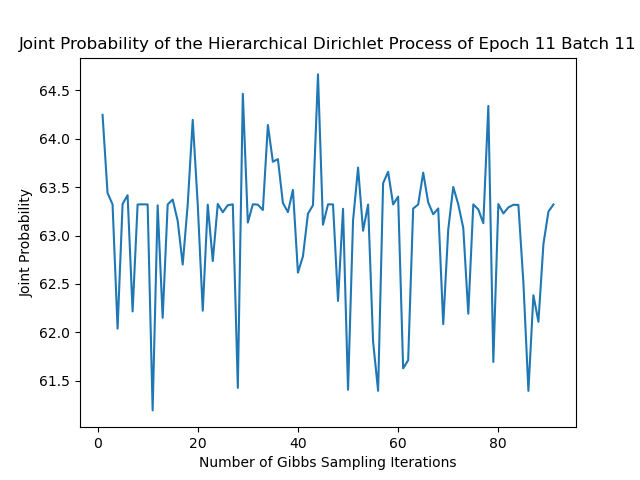 Joint Probability of the Hierarchical Dirichlet Process of Epoch 11 Batch 11
64.5
64.0
63.5
63.0
62.5
62.0
61.5
Joint Probability
0 20 40 60 80
Number of Gibbs Sampling Iterations